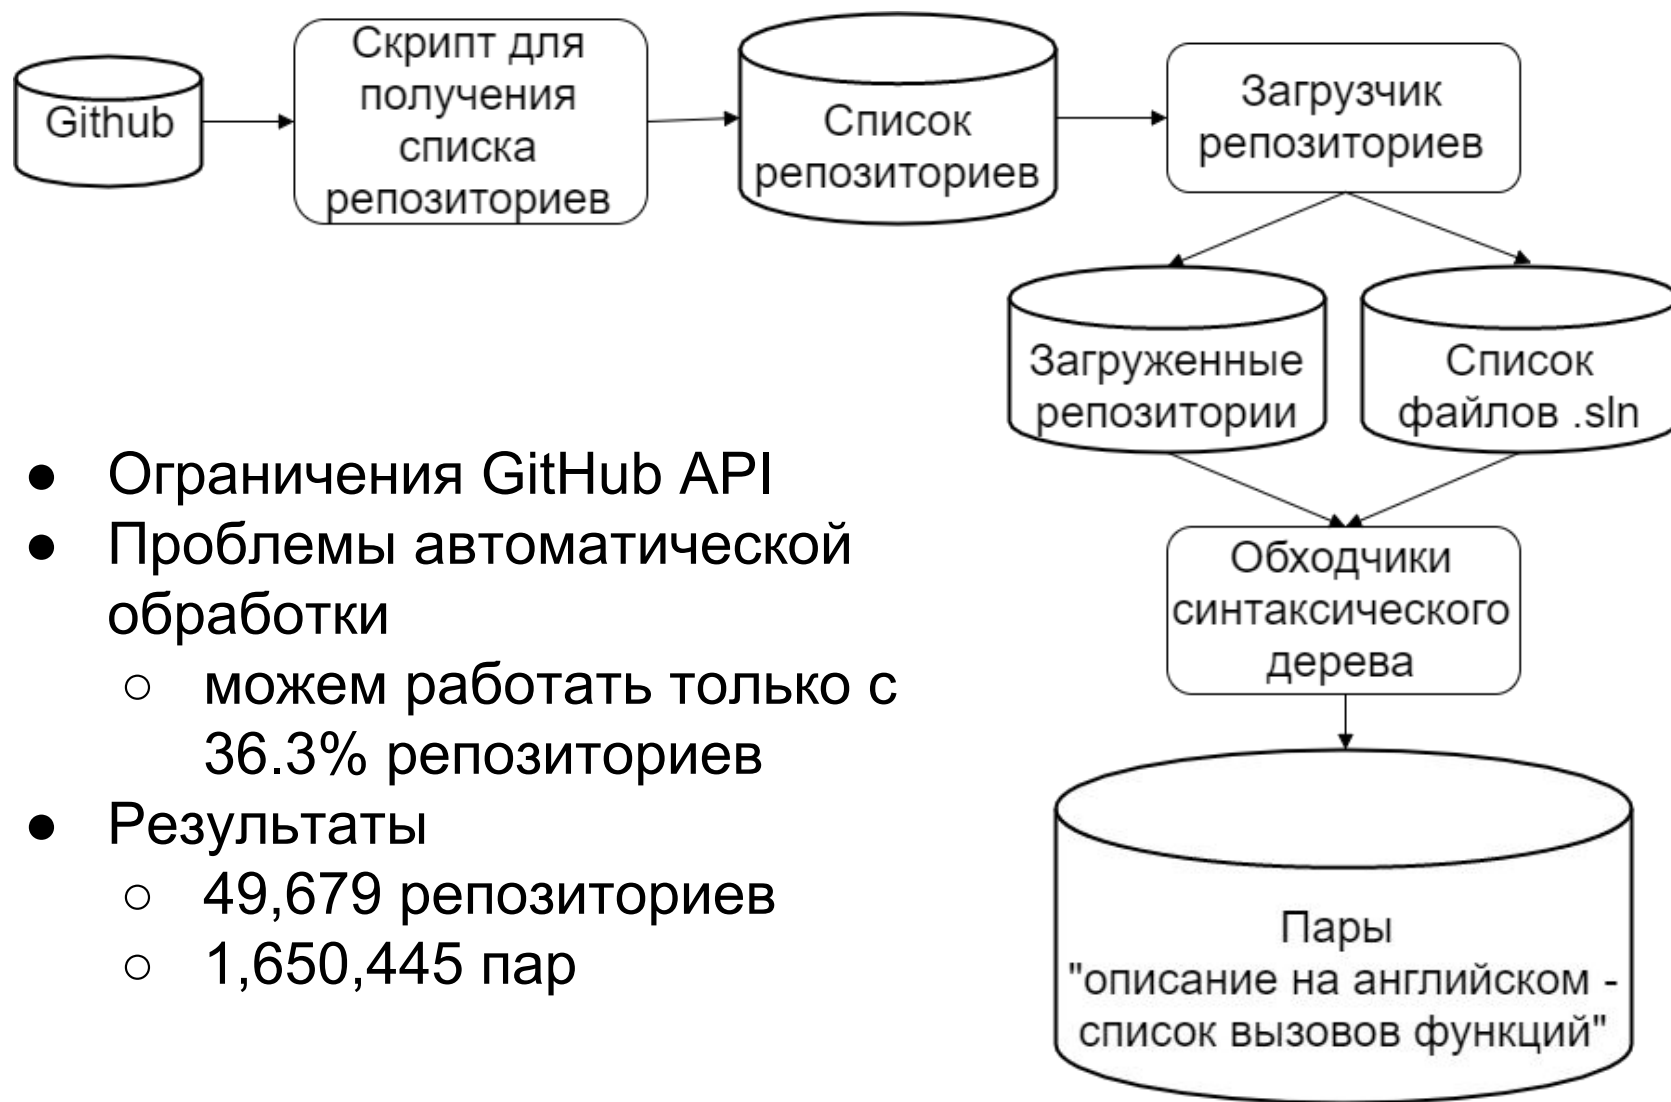 Github
Скрипт для
получения
списка
репозиториев
Список
репозиториев
Загрузчик
репозиториев
Загруженные
репозитории
Список
файлов .sln
Обходчики
синтаксического
дерева
Пары
"описание на английском -
список вызовов функций"
● Ограничения GitHub API
● Проблемы автоматической
обработки
○ можем работать только с
36.3% репозиториев
● Результаты
○ 49,679 репозиториев
○ 1,650,445 пар